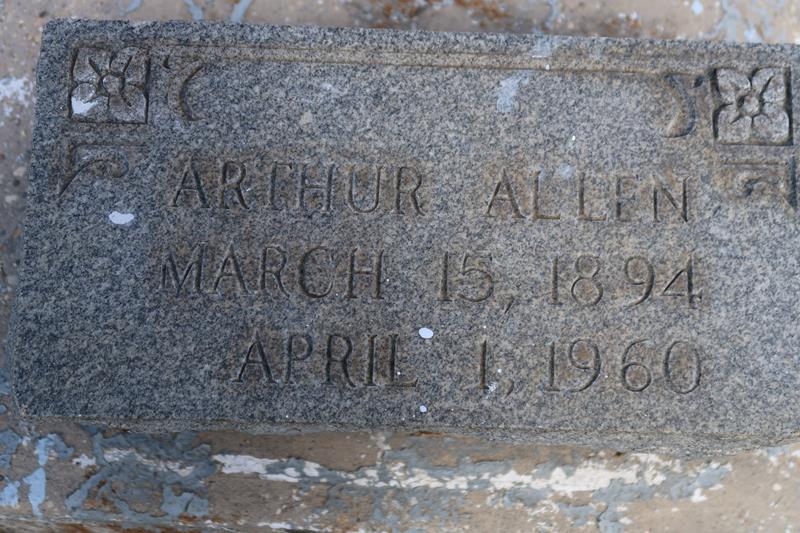 ARTHUR ALLEN
MARCH 15, 1894
APRIL 1, 1960